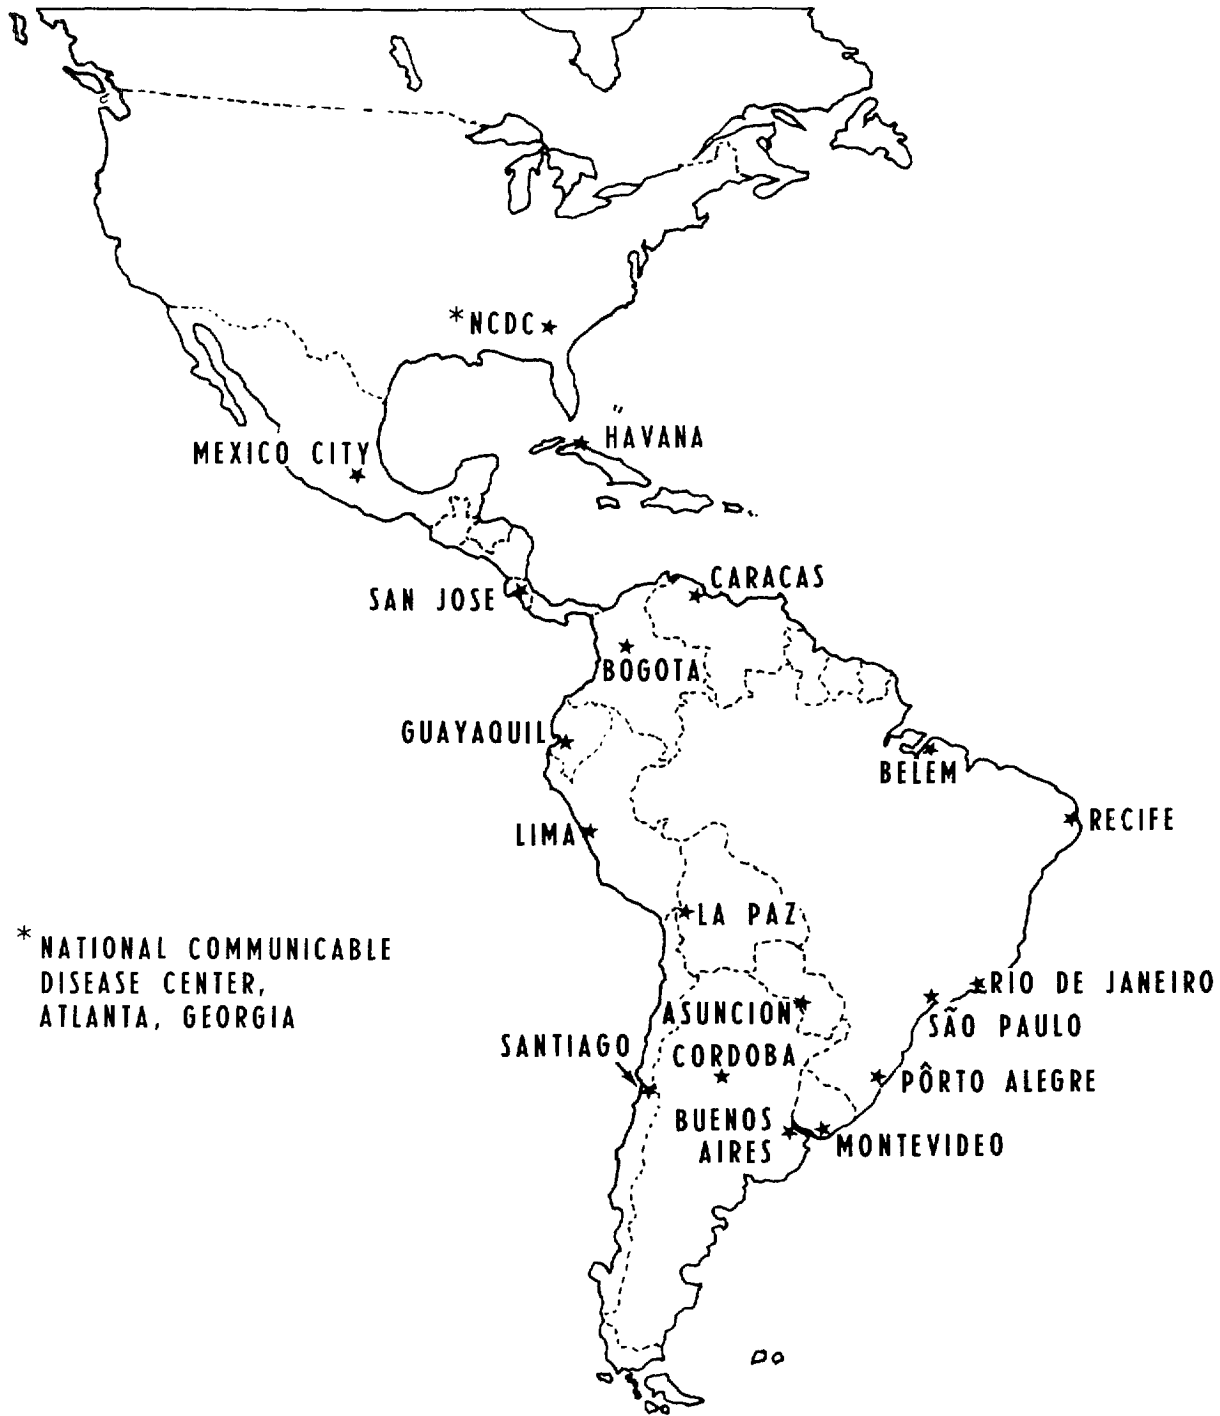 *NCDC
HAVANA
MEXICO CITY
CARACAS
SAN JOSE
BOGOTA
GUAYAQUIL
BELEM
RECIFE
LIMA
LA PAZ
*NATIONAL COMMUNICABLE
DISEASE CENTER,
ATLANTA, GEORGIA
RIO DE JANEIRO
ASUNCION
SÃO PAULO
SANTIAGO
CORDOBA
PÔRTO ALEGRE
BUENOS
AIRES
MONTEVIDEO